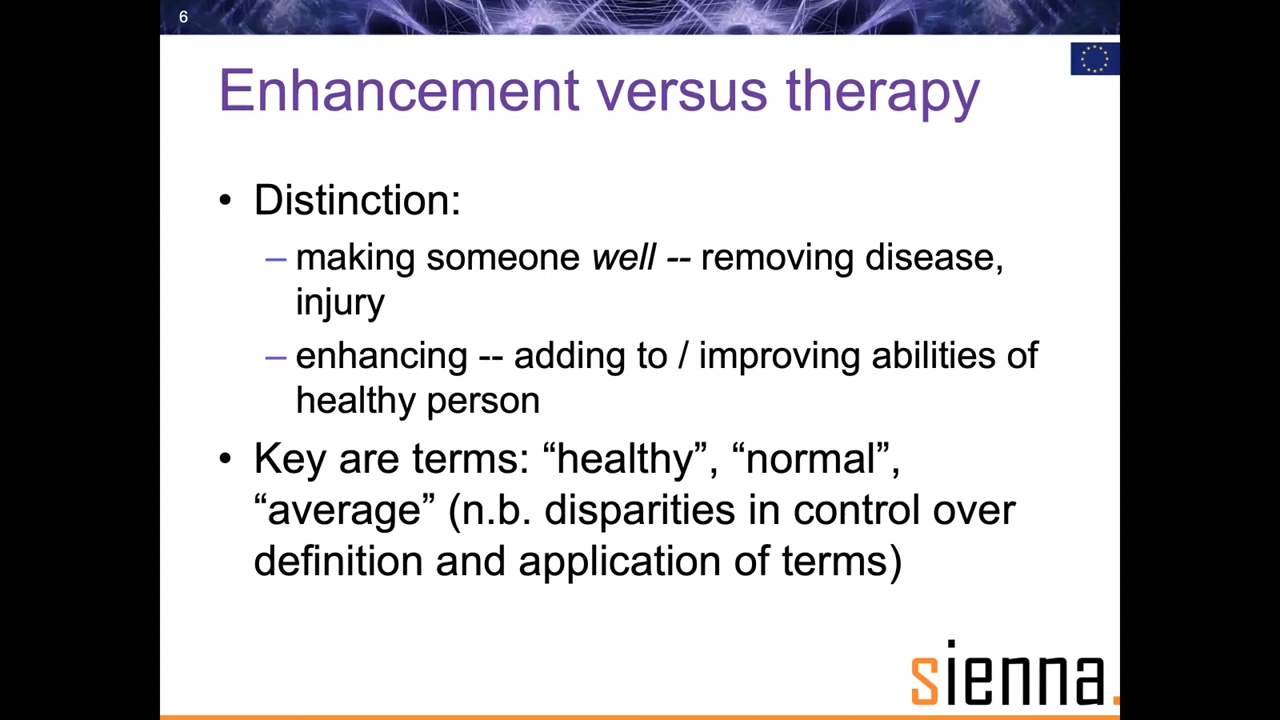 6
Enhancement versus therapy
• Distinction:
– making someone well -- removing disease,
injury
– enhancing -- adding to / improving abilities of
healthy person
• Key are terms: “healthy”, “normal”,
“average” (n.b. disparities in control over
definition and application of terms)
sienna.